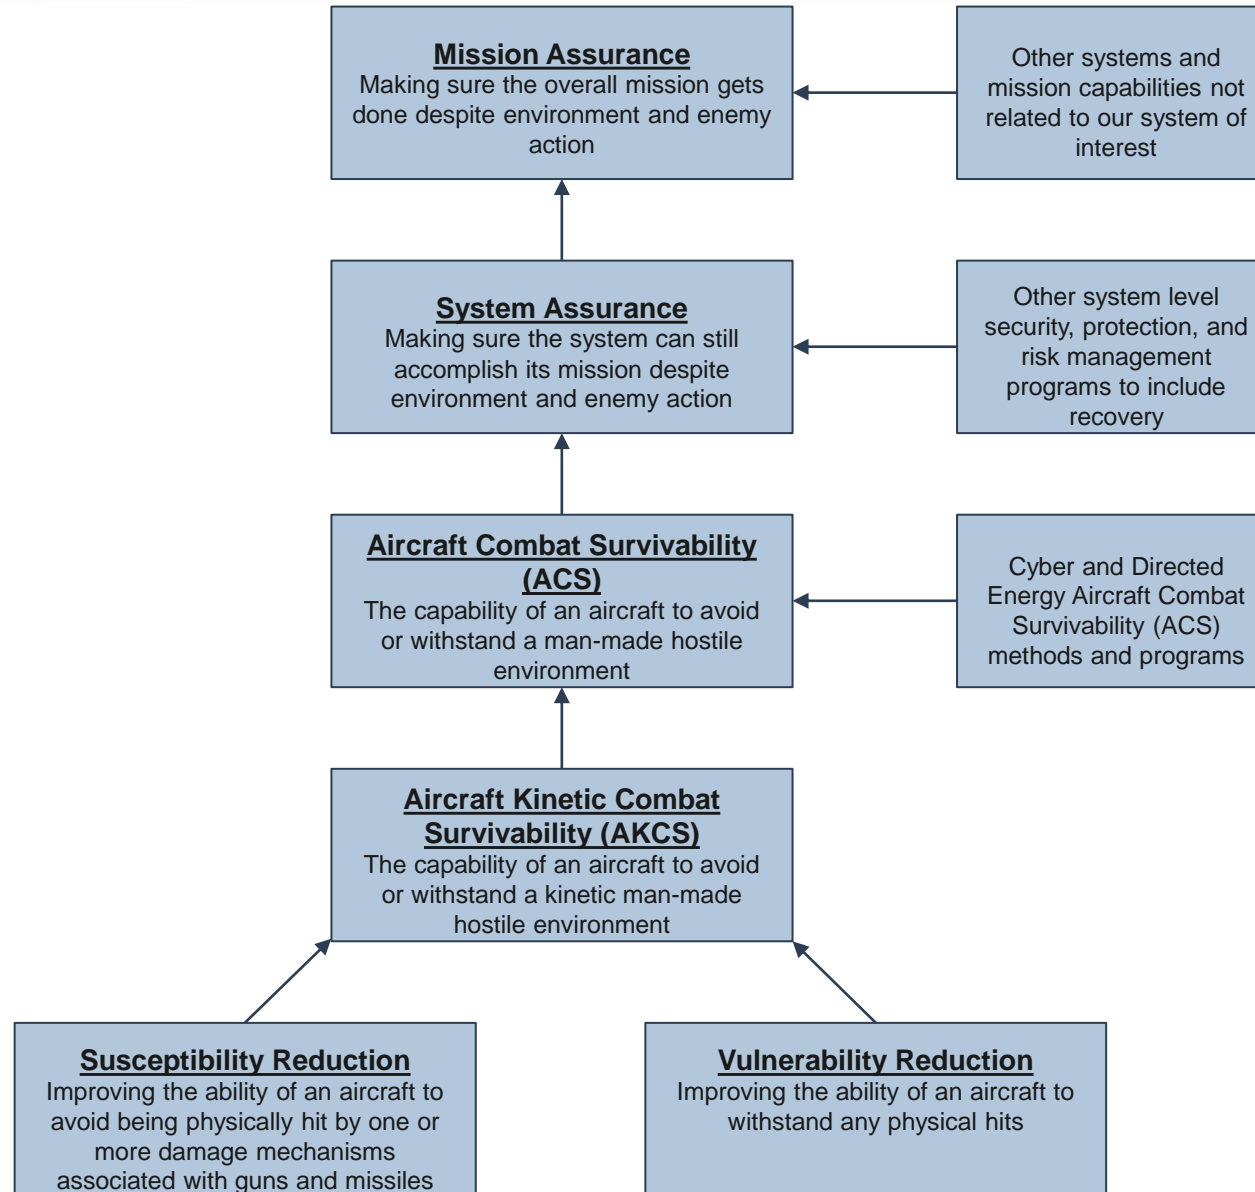 Mission Assurance
Making sure the overall mission gets
done despite environment and enemy
action
Other systems and
mission capabilities not
related to our system of
interest
System Assurance
Making sure the system can still
accomplish its mission despite
environment and enemy action
Other system level
security, protection, and
risk management
programs to include
recovery
Aircraft Combat Survivability
(ACS)
The capability of an aircraft to avoid
or withstand a man-made hostile
environment
Cyber and Directed
Energy Aircraft Combat
Survivability (ACS)
methods and programs
Aircraft Kinetic Combat
Survivability (AKCS)
The capability of an aircraft to avoid
or withstand a kinetic man-made
hostile environment
Susceptibility Reduction
Improving the ability of an aircraft to
avoid being physically hit by one or
more damage mechanisms
associated with guns and missiles
Vulnerability Reduction
Improving the ability of an aircraft to
withstand any physical hits